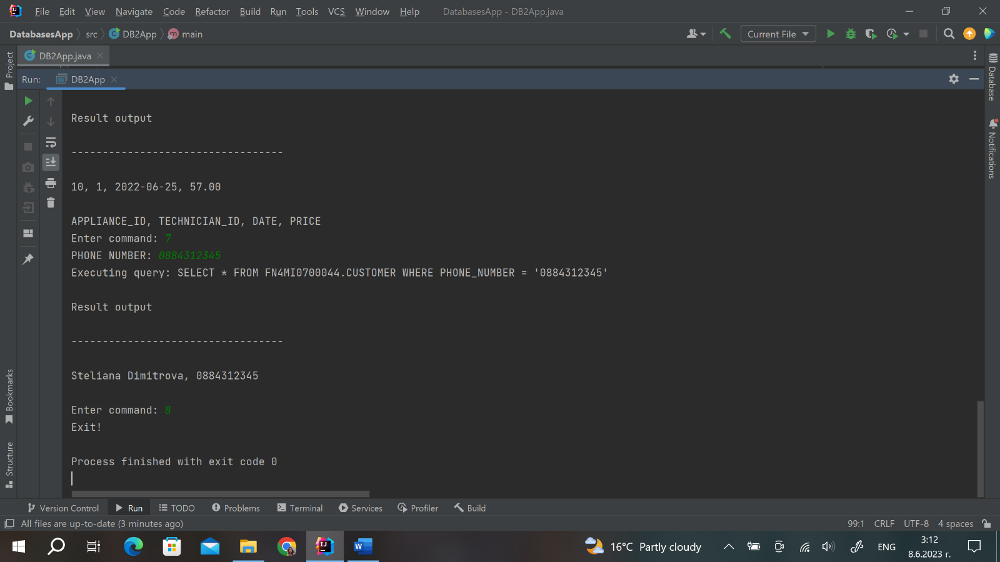 File Edit View Navigate Code Refactor Build Run Tools VCS Window Help DatabasesApp - DB2App.java
DatabasesApp src DB2App main Current File
DB2App.java
Run: DB2App
Project
Bookmarks
Structure
Database
Notifications
Result output
----------------------------------
10, 1, 2022-06-25, 57.00
APPLIANCE_ID, TECHNICIAN_ID, DATE, PRICE
Enter command: 7
PHONE NUMBER: 0884312345
Executing query: SELECT * FROM FN4MI0700044.CUSTOMER WHERE PHONE_NUMBER = '0884312345'
Result output
----------------------------------
Steliana Dimitrova, 0884312345
Enter command: 8
Exit!
Process finished with exit code 0
Version Control Run TODO Problems Terminal Services Profiler Build
All files are up-to-date (3 minutes ago) 99:1 CRLF UTF-8 4 spaces
16°C Partly cloudy ENG 3:12
8.6.2023 г.